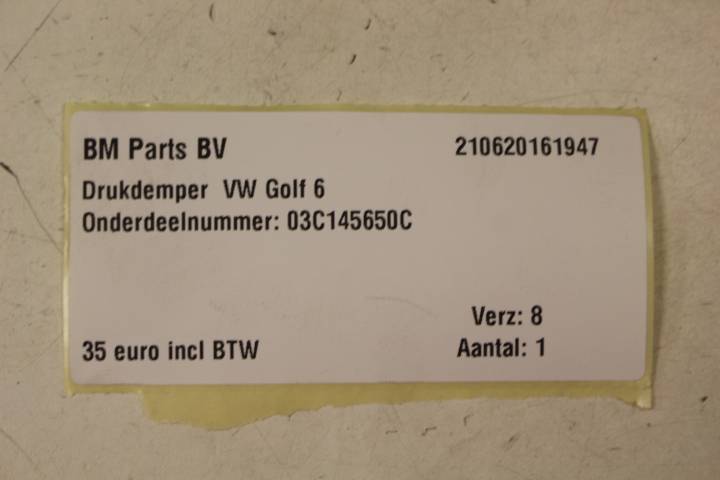 BM Parts BV 210620161947
Drukdemper VW Golf 6
Onderdeelnummer: 03C145650C
Verz: 8
35 euro incl BTW Aantal: 1